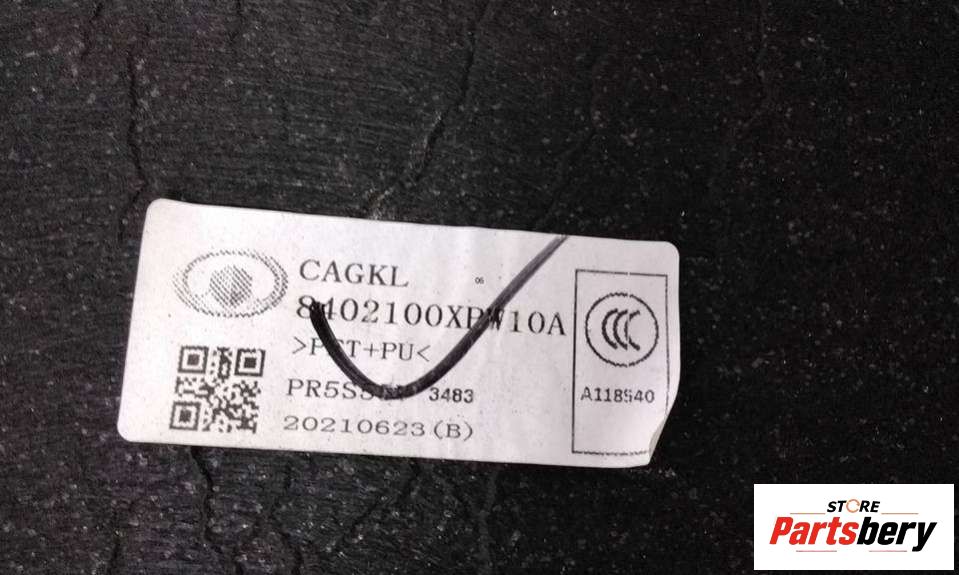 CAGKL
06
8402100XPW10A
>PET+PU<
3483
20210623(B)
A118540
STORE
Partsbery